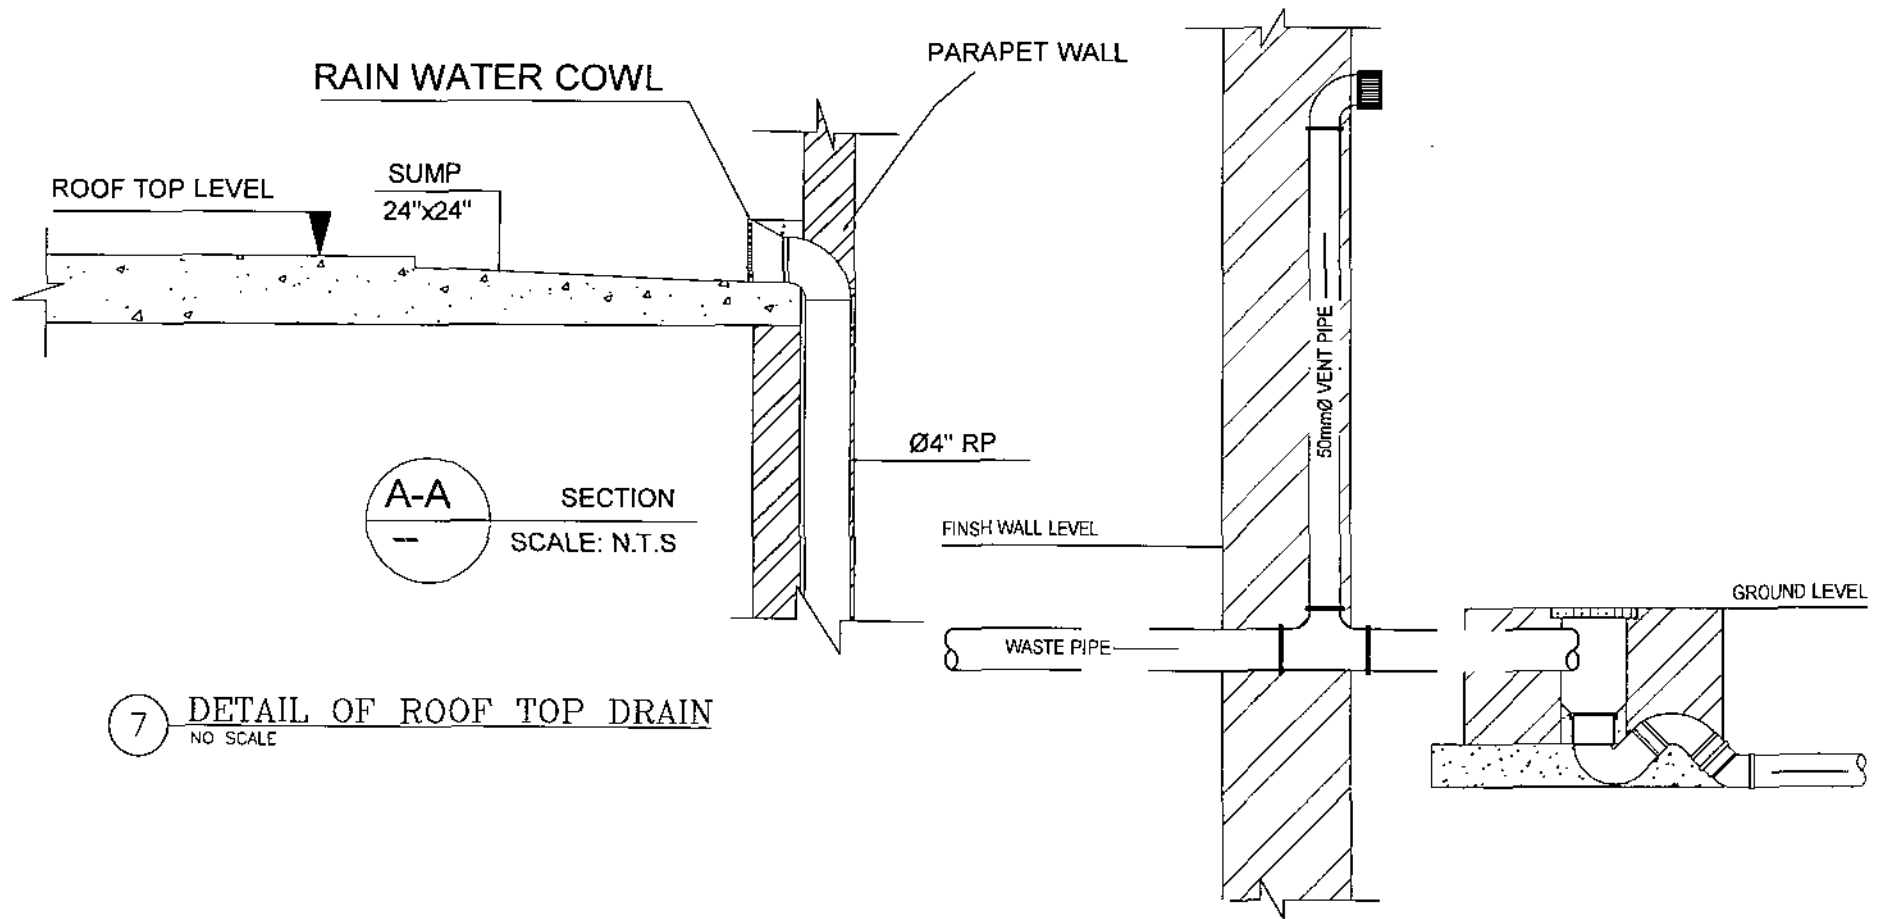 RAIN WATER COWL
PARAPET WALL
ROOF TOP LEVEL
SUMP
24"x24"
Ø4" RP
A-A
--
SECTION
SCALE: N.T.S
7
DETAIL OF ROOF TOP DRAIN
NO SCALE
50mmØ VENT PIPE
FINSH WALL LEVEL
WASTE PIPE
GROUND LEVEL